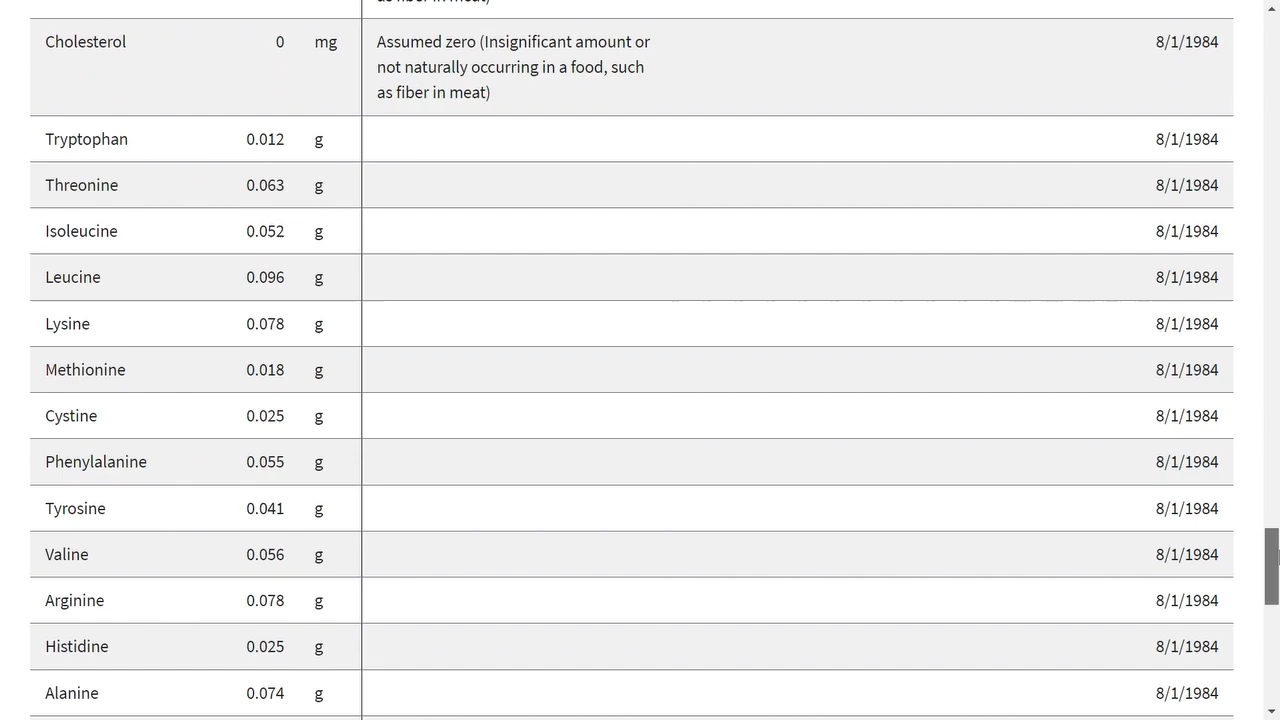 as fiber in meat)
Cholesterol 0 mg Assumed zero (Insignificant amount or 8/1/1984
not naturally occurring in a food, such
as fiber in meat)
Tryptophan 0.012 g 8/1/1984
Threonine 0.063 g 8/1/1984
Isoleucine 0.052 g 8/1/1984
Leucine 0.096 g 8/1/1984
Lysine 0.078 g 8/1/1984
Methionine 0.018 g 8/1/1984
Cystine 0.025 g 8/1/1984
Phenylalanine 0.055 g 8/1/1984
Tyrosine 0.041 g 8/1/1984
Valine 0.056 g 8/1/1984
Arginine 0.078 g 8/1/1984
Histidine 0.025 g 8/1/1984
Alanine 0.074 g 8/1/1984